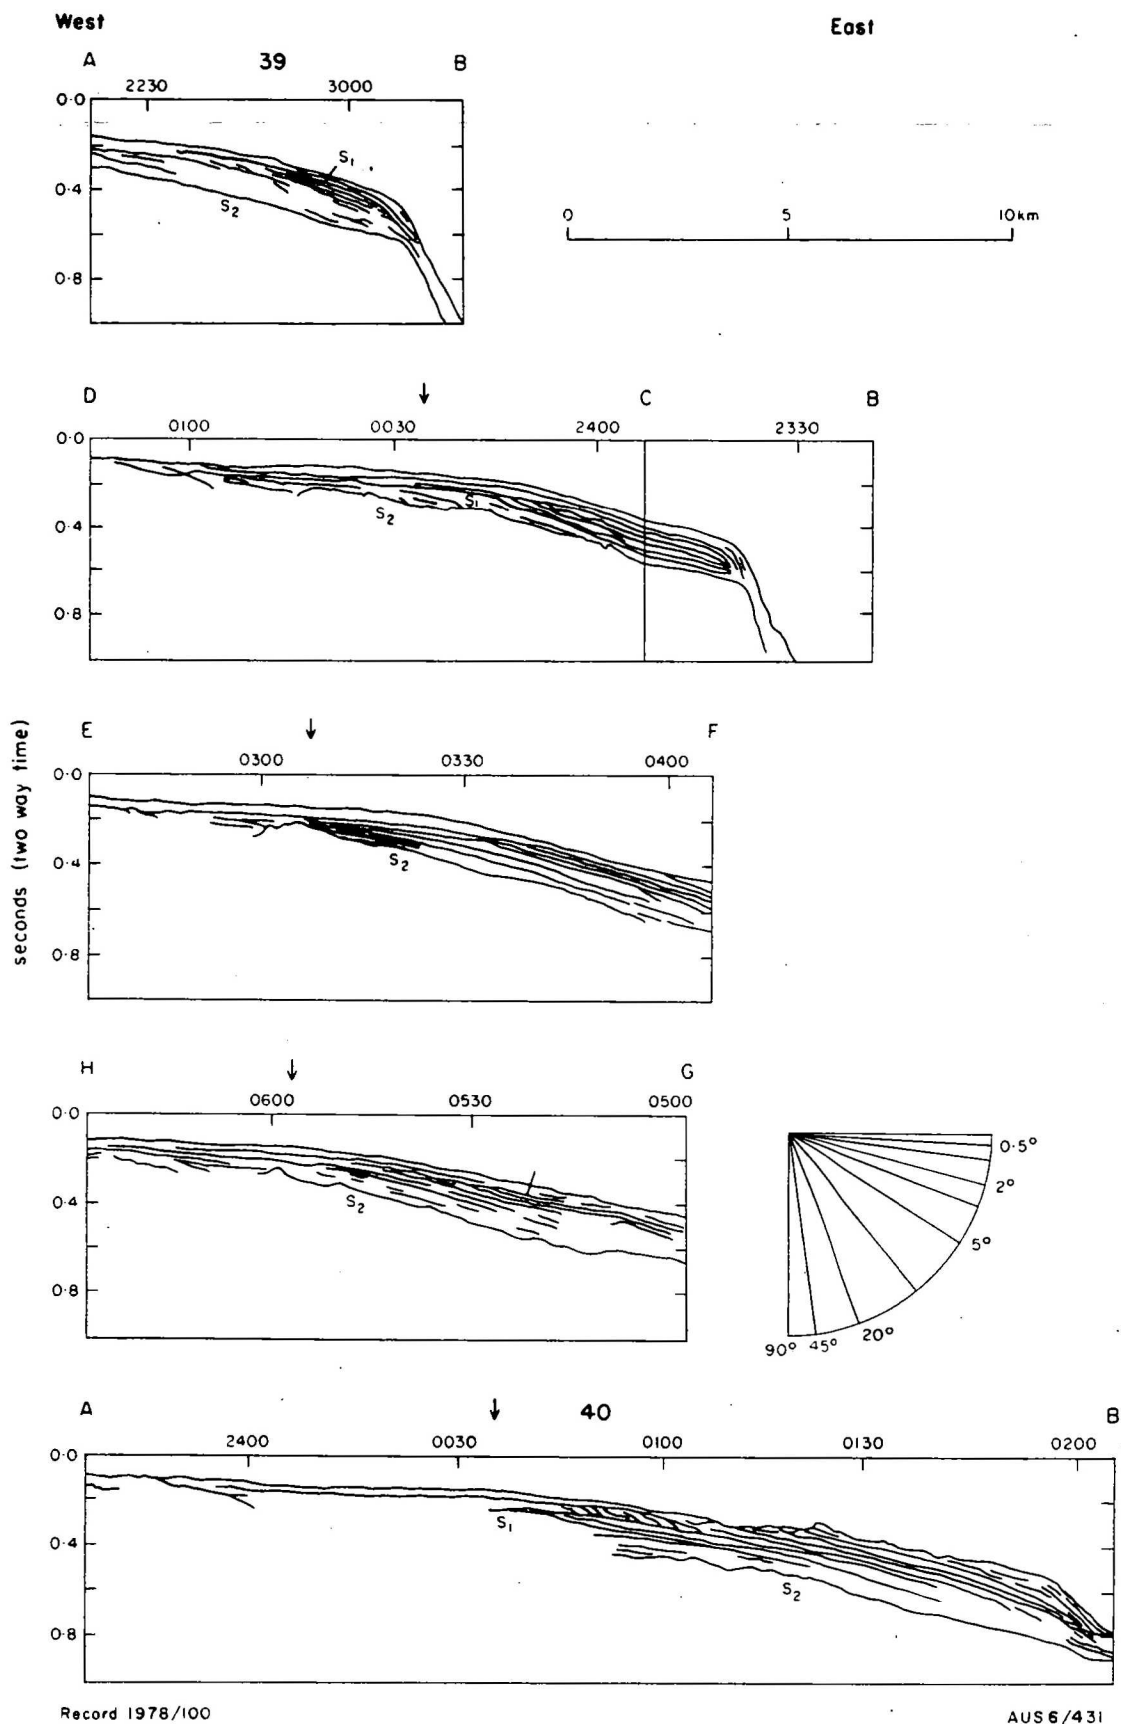 West East
A 39 B
2230 3000
0·0
S₁
0·4
S₂
0·8
0 5 10km
D ↓ C B
0100 0030 2400 2330
0·0
S₁
0·4
S₂
0·8
seconds (two way time)
E ↓ F
0300 0330 0400
0·0
0·4
S₂
0·8
H ↓ G
0600 0530 0500
0·0
0·4
S₂
0·8
0·5°
2°
5°
20°
45°
90°
A ↓ 40 B
2400 0030 0100 0130 0200
0·0
S₁
0·4
S₂
0·8
Record 1978/100 AUS 6/431